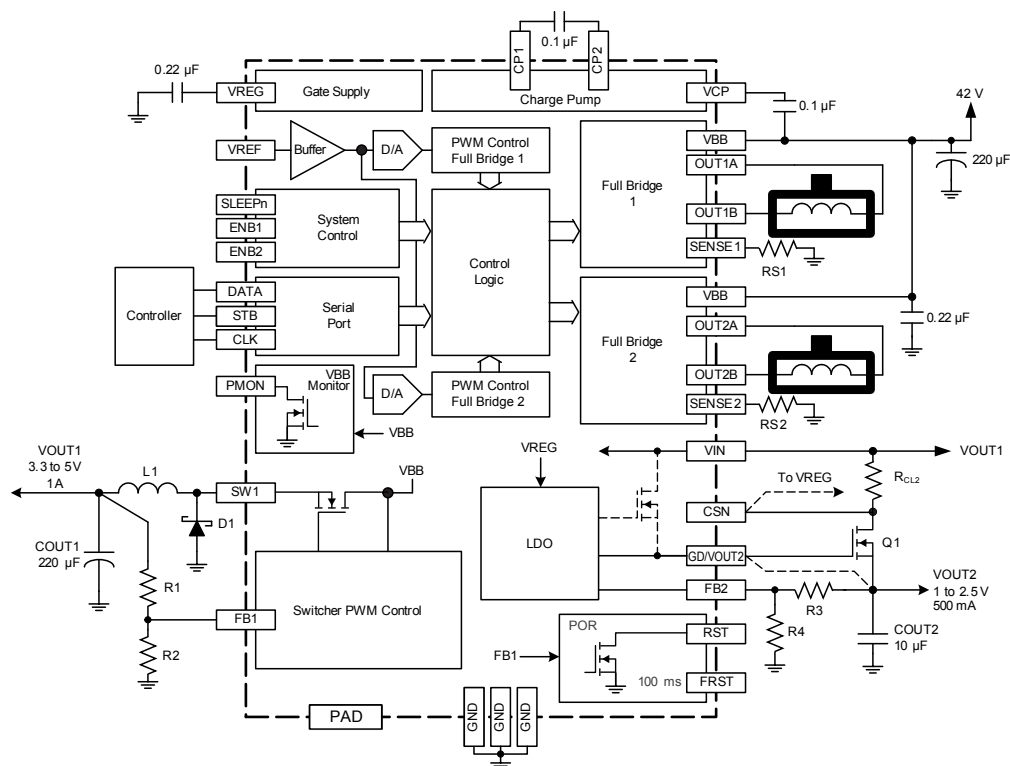 0.1 µF
CP1
CP2
0.22 µF
VREG
Gate Supply
Charge Pump
VCP
0.1 µF
42 V
VREF
Buffer
D/A
PWM Control
Full Bridge 1
VBB
220 µF
OUT1A
Full Bridge
1
OUT1B
SLEEPn
ENB1
ENB2
System
Control
SENSE1
RS1
Control
Logic
Controller
DATA
STB
CLK
Serial
Port
VBB
0.22 µF
OUT2A
Full Bridge
2
OUT2B
PMON
VBB
Monitor
D/A
PWM Control
Full Bridge 2
SENSE2
RS2
VBB
VOUT1
3.3 to 5V
1A
L1
SW1
VBB
VREG
VIN
VOUT1
RCL2
To VREG
CSN
D1
LDO
Q1
COUT1
220 µF
GD/VOUT2
VOUT2
1 to 2.5 V
500 mA
R1
Switcher PWM Control
FB2
R3
R4
COUT2
10 µF
FB1
R2
POR
RST
FB1
100 ms
FRST
PAD
GND
GND
GND